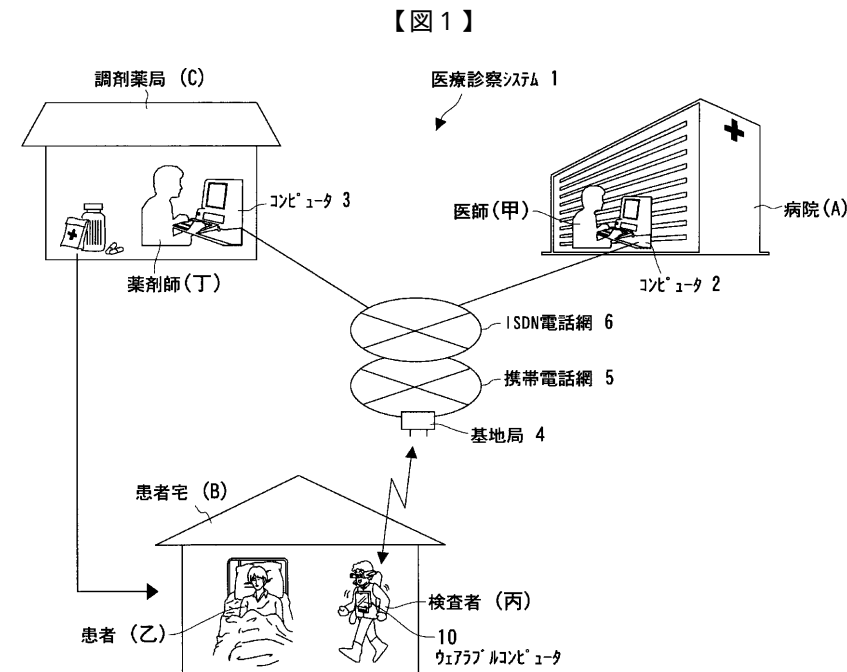 【図1】
調剤薬局 (C)
医療診察システム 1
コンピュータ 3
医師(甲)
病院(A)
薬剤師(丁)
コンピュータ 2
ISDN電話網 6
携帯電話網 5
基地局 4
患者宅 (B)
検査者 (丙)
患者 (乙)
10
ウェアラブルコンピュータ